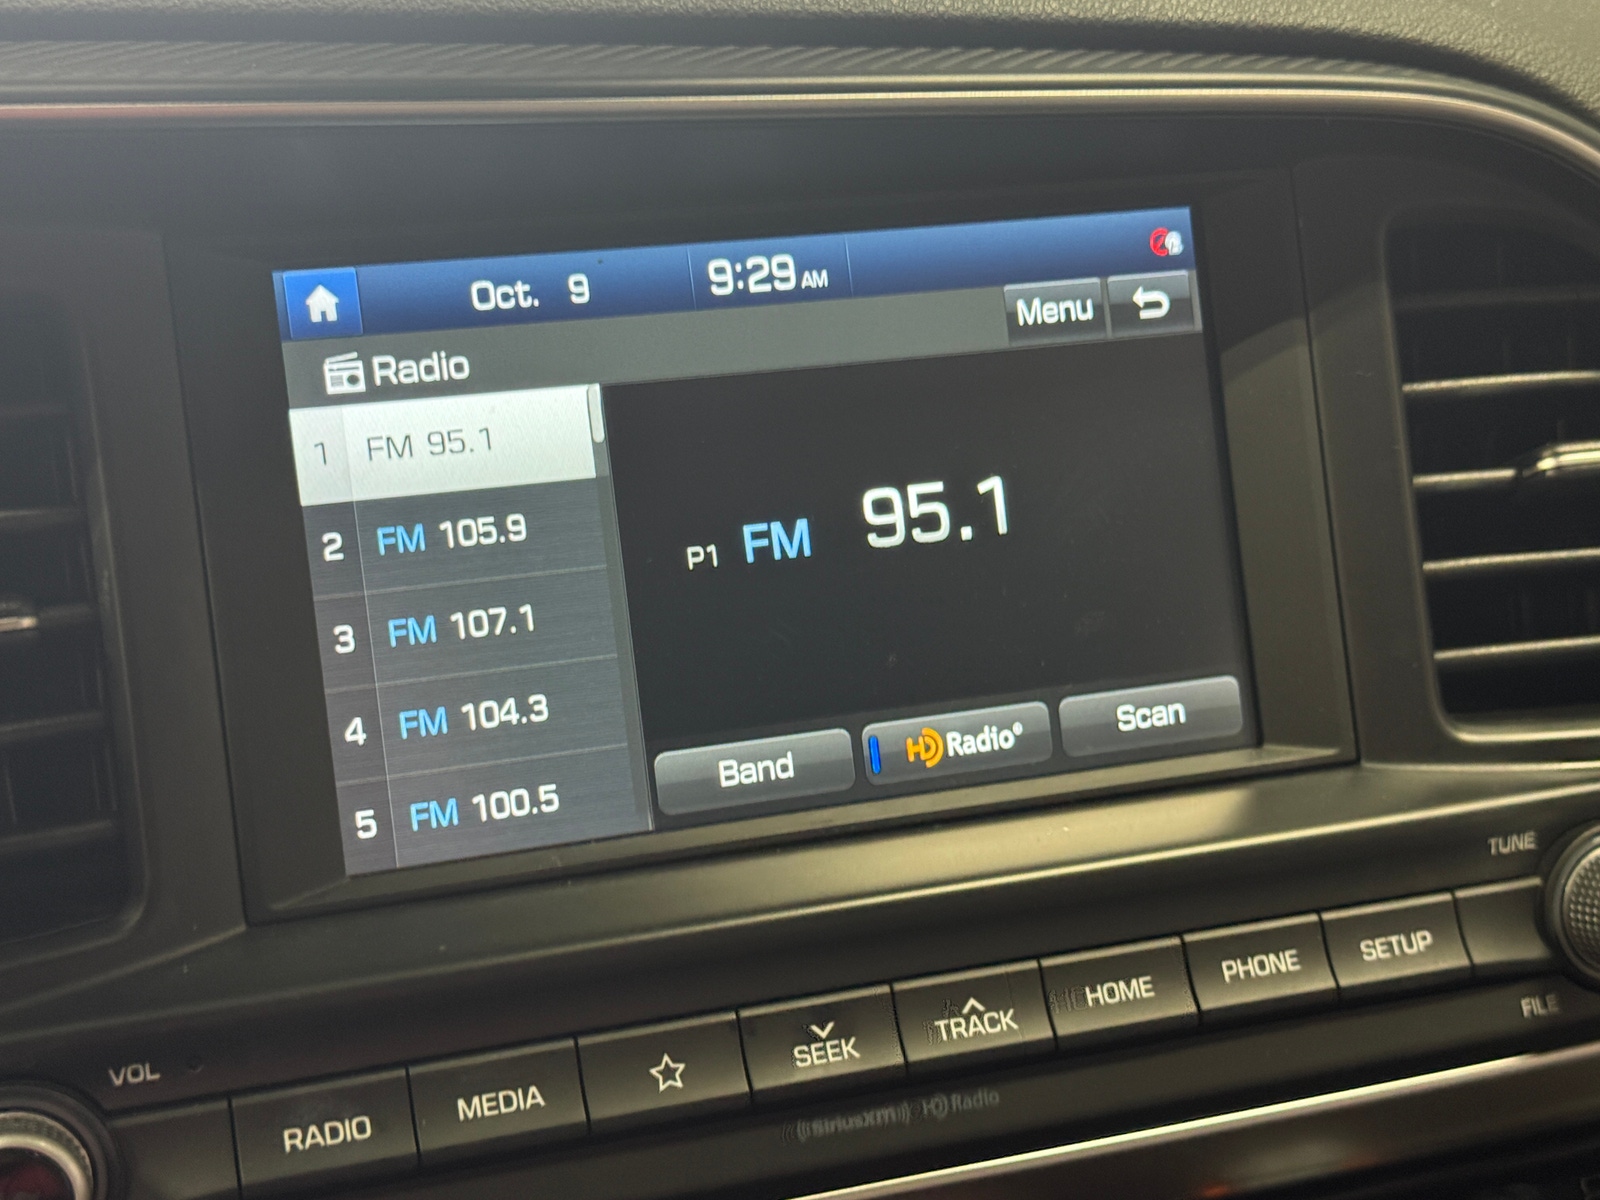 Oct. 9 9:29 AM
Menu
Radio
1 FM 95.1
2 FM 105.9
3 FM 107.1
4 FM 104.3
5 FM 100.5
P1 FM 95.1
Band HD Radio® Scan
TUNE
FILE
VOL
RADIO MEDIA SEEK TRACK HOME PHONE SETUP
((SiriusXM)) HD Radio